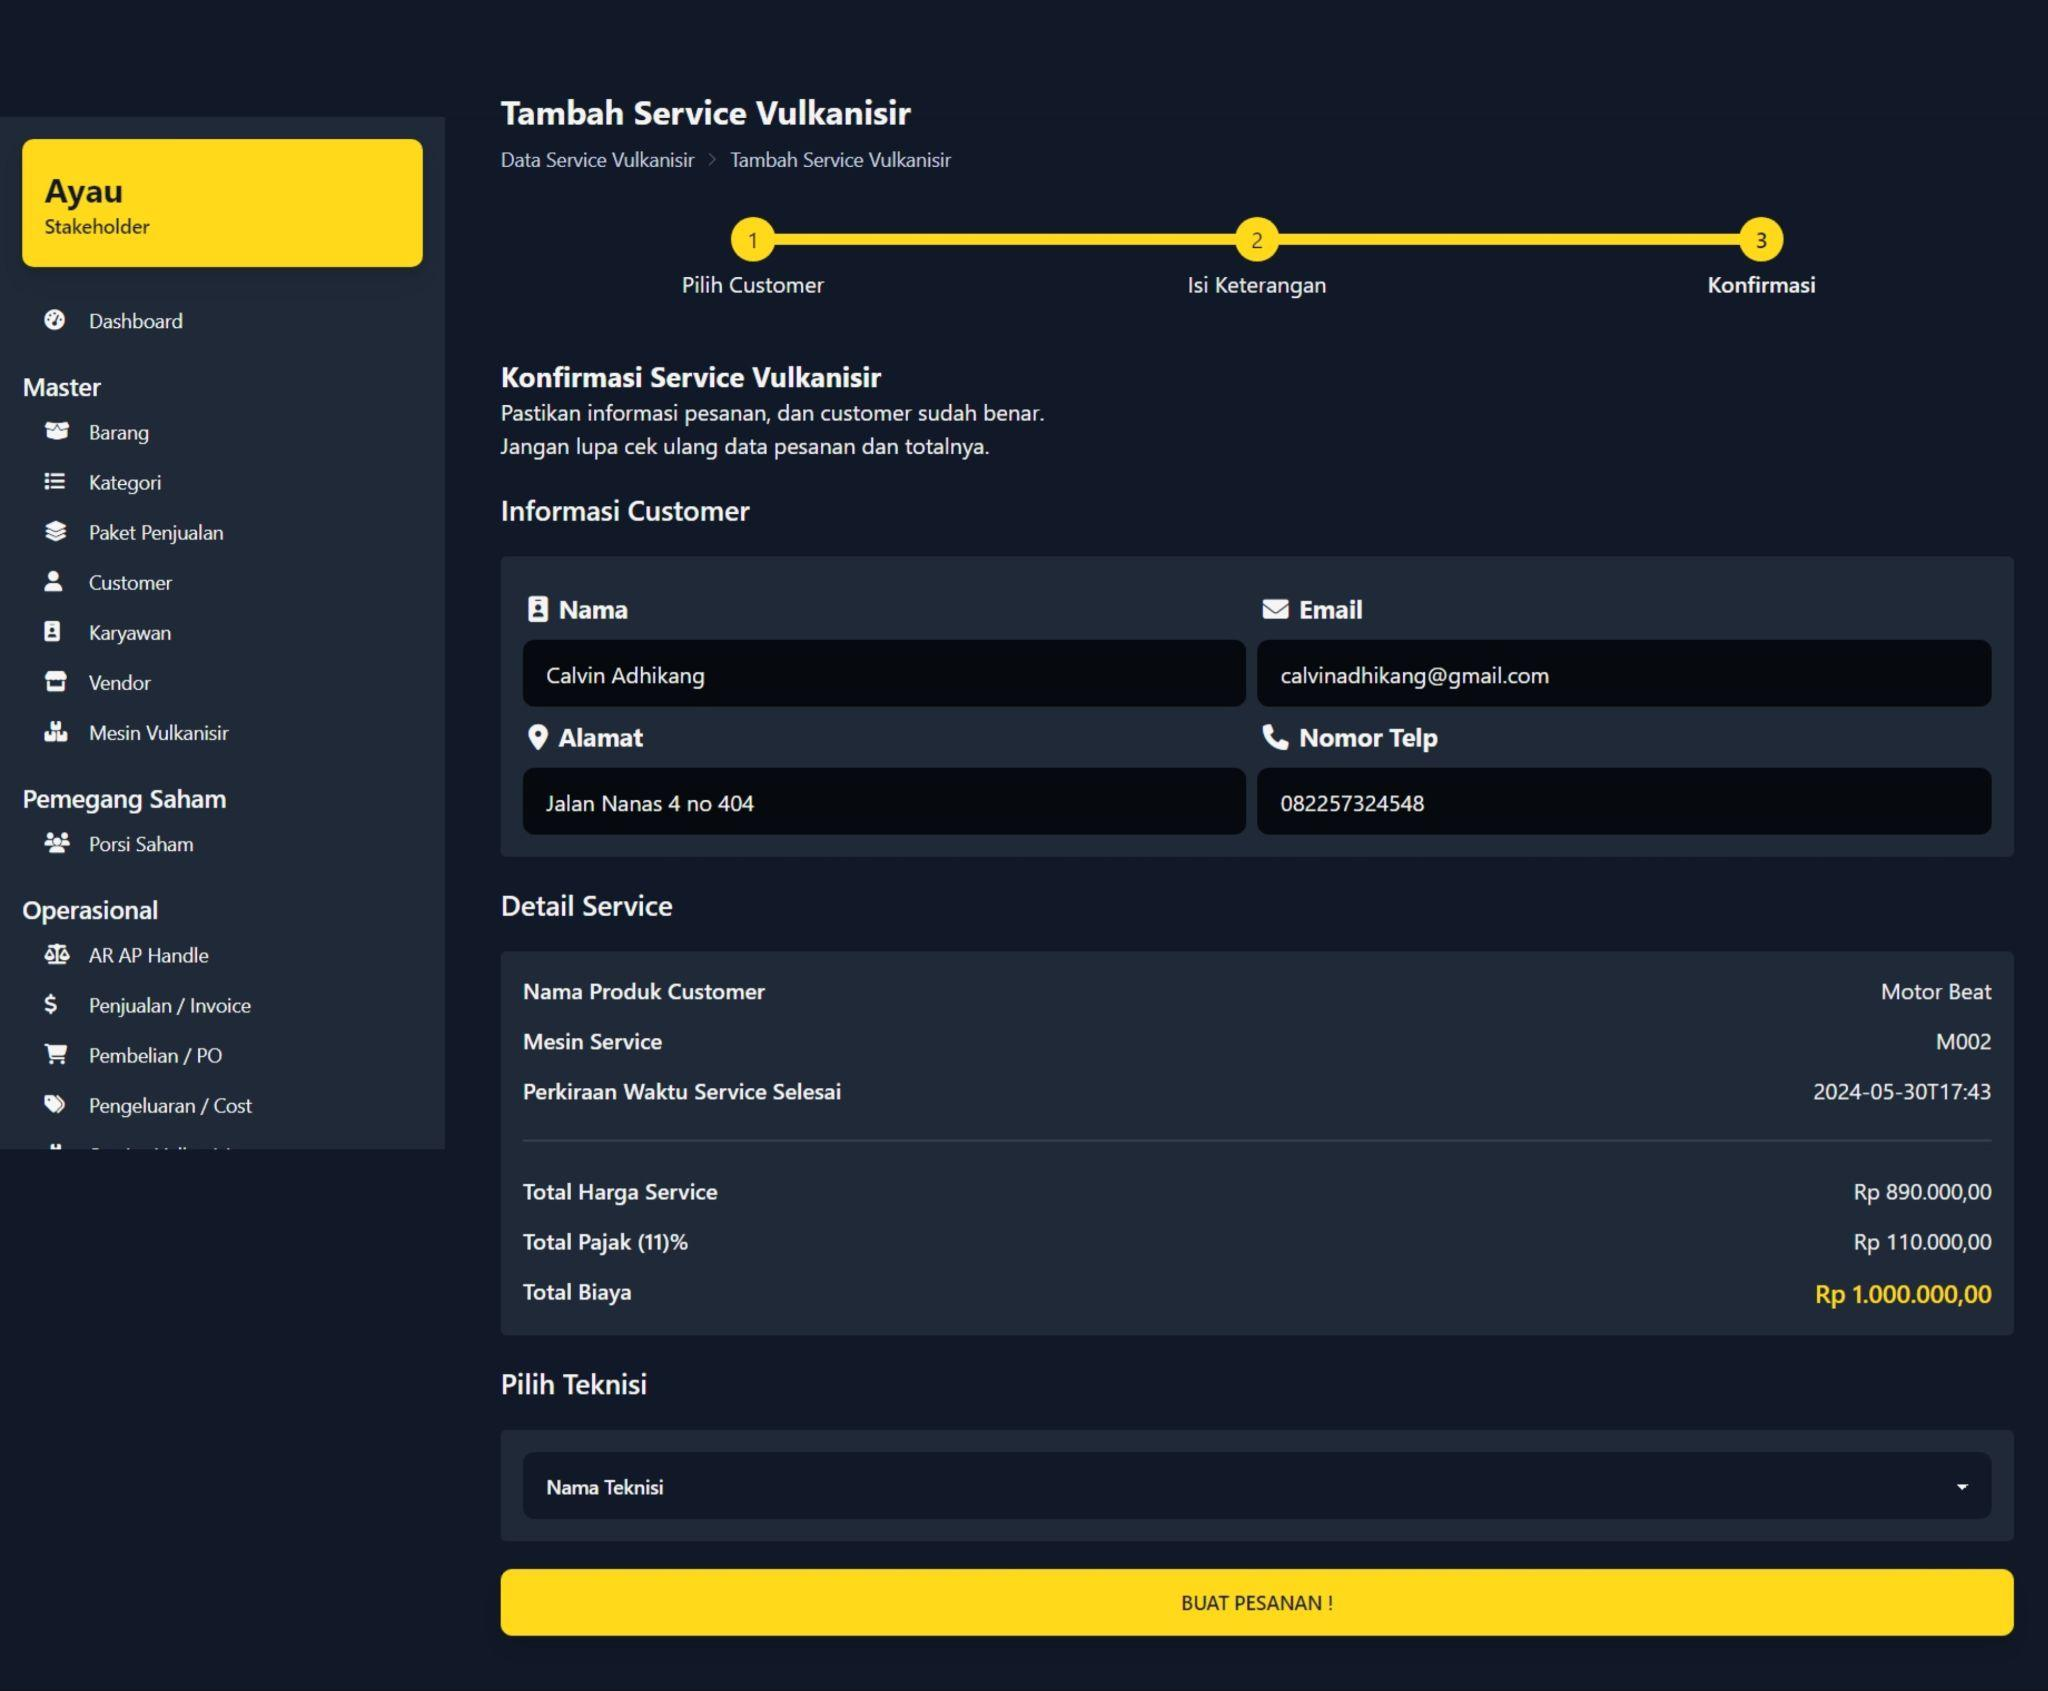 Ayau
Stakeholder
Dashboard
Master
Barang
Kategori
Paket Penjualan
Customer
Karyawan
Vendor
Mesin Vulkanisir
Pemegang Saham
Porsi Saham
Operasional
AR AP Handle
Penjualan / Invoice
Pembelian / PO
Pengeluaran / Cost
Tambah Service Vulkanisir
Data Service Vulkanisir > Tambah Service Vulkanisir
1 2 3
Pilih Customer Isi Keterangan Konfirmasi
Konfirmasi Service Vulkanisir
Pastikan informasi pesanan, dan customer sudah benar.
Jangan lupa cek ulang data pesanan dan totalnya.
Informasi Customer
Nama Email
Calvin Adhikang calvinadhikang@gmail.com
Alamat Nomor Telp
Jalan Nanas 4 no 404 082257324548
Detail Service
Nama Produk Customer Motor Beat
Mesin Service M002
Perkiraan Waktu Service Selesai 2024-05-30T17:43
Total Harga Service Rp 890.000,00
Total Pajak (11)% Rp 110.000,00
Total Biaya Rp 1.000.000,00
Pilih Teknisi
Nama Teknisi
BUAT PESANAN !